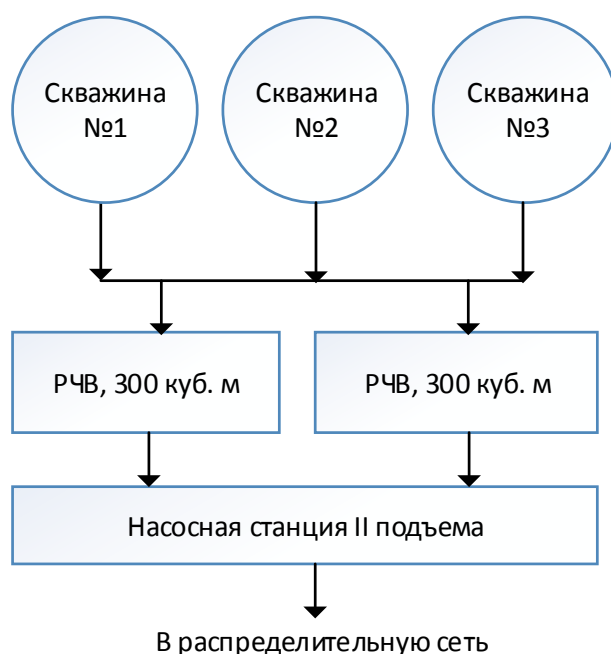 Скважина
№1
Скважина
№2
Скважина
№3
РЧВ, 300 куб. м
РЧВ, 300 куб. м
Насосная станция II подъема
В распределительную сеть